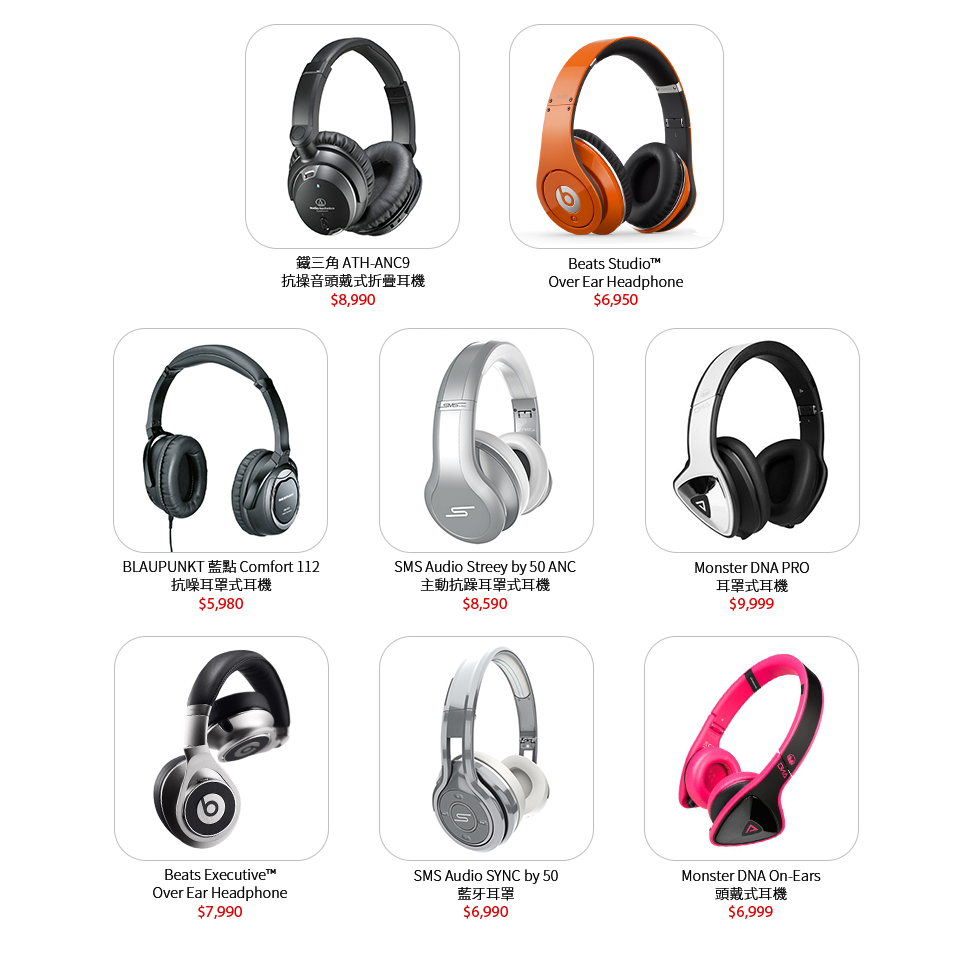 鐵三角 ATH-ANC9
抗操音頭戴式折疊耳機
$8,990
Beats Studio™
Over Ear Headphone
$6,950
BLAUPUNKT 藍點 Comfort 112
抗噪耳罩式耳機
$5,980
SMS Audio Streey by 50 ANC
主動抗躁耳罩式耳機
$8,590
Monster DNA PRO
耳罩式耳機
$9,999
Beats Executive™
Over Ear Headphone
$7,990
SMS Audio SYNC by 50
藍牙耳罩
$6,990
Monster DNA On-Ears
頭戴式耳機
$6,999